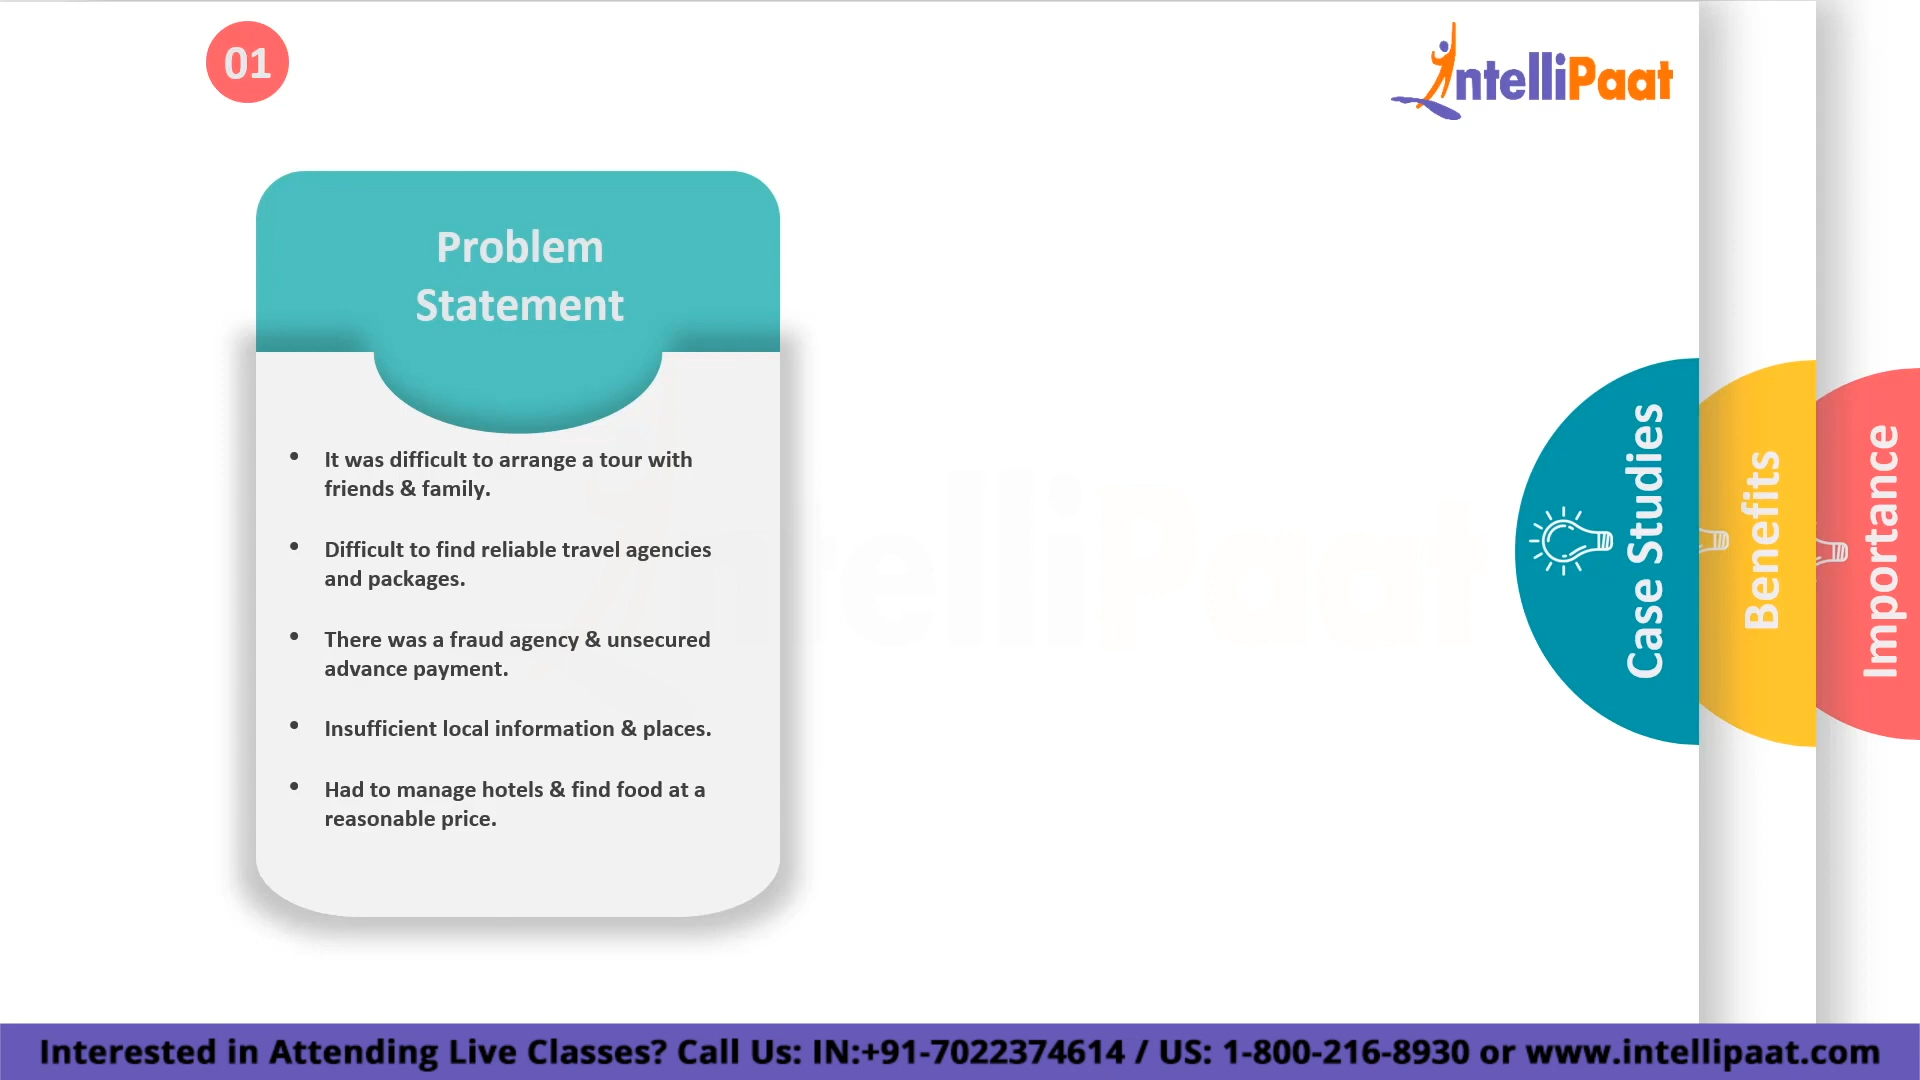 01
IntelliPaat
Problem
Statement
• It was difficult to arrange a tour with
friends & family.
• Difficult to find reliable travel agencies
and packages.
• There was a fraud agency & unsecured
advance payment.
• Insufficient local information & places.
• Had to manage hotels & find food at a
reasonable price.
Case Studies
Benefits
Importance
Interested in Attending Live Classes? Call Us: IN:+91-7022374614 / US: 1-800-216-8930 or www.intellipaat.com